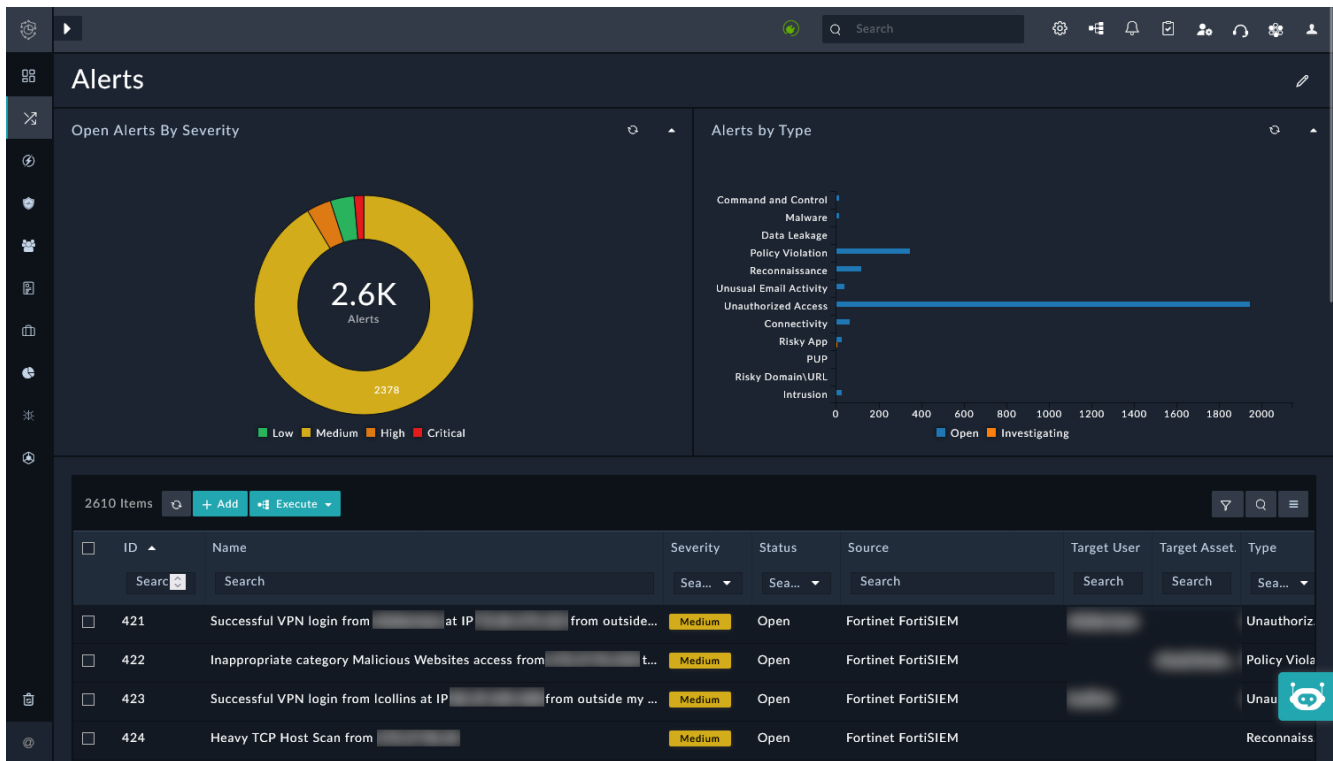 Search
Alerts
Open Alerts By Severity
2.6K
Alerts
2378
Low Medium High Critical
Alerts by Type
Command and Control
Malware
Data Leakage
Policy Violation
Reconnaissance
Unusual Email Activity
Unauthorized Access
Connectivity
Risky App
PUP
Risky Domain\URL
Intrusion
0 200 400 600 800 1000 1200 1400 1600 1800 2000
Open Investigating
2610 Items + Add Execute
ID Name Severity Status Source Target User Target Asset. Type
Searc Search Sea... Sea... Search Search Search Sea...
421 Successful VPN login from at IP from outside... Medium Open Fortinet FortiSIEM Unauthoriz
422 Inappropriate category Malicious Websites access from t... Medium Open Fortinet FortiSIEM Policy Viola
423 Successful VPN login from lcollins at IP from outside my ... Medium Open Fortinet FortiSIEM Unau
424 Heavy TCP Host Scan from Medium Open Fortinet FortiSIEM Reconnaiss
@